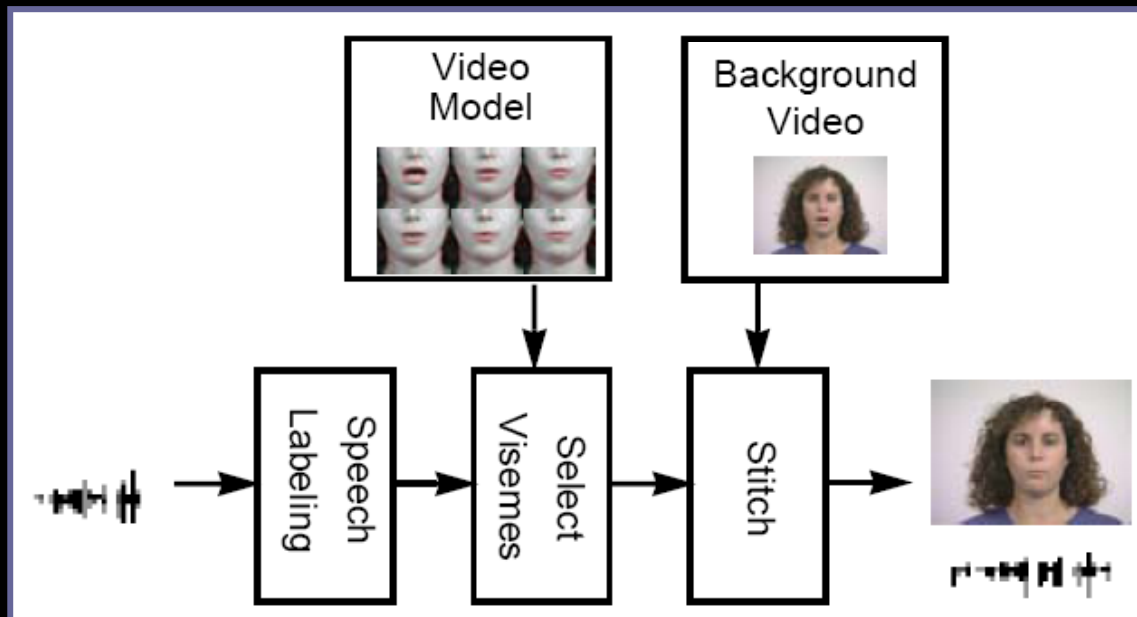 Video
Model
Background
Video
Speech
Labeling
Select
Visemes
Stitch